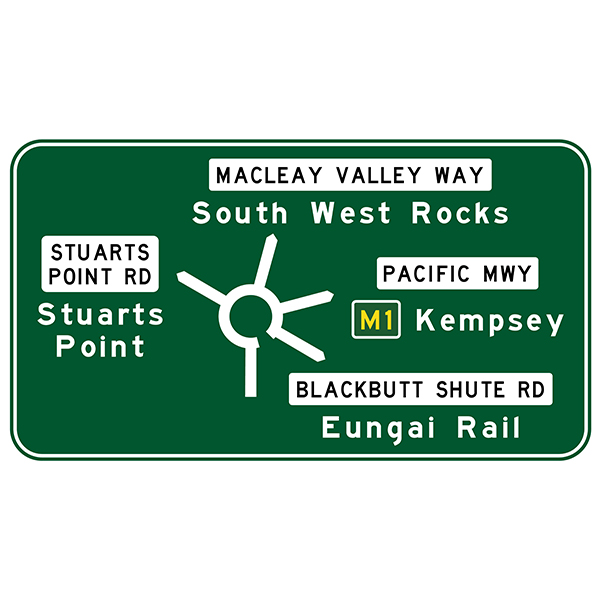 MACLEAY VALLEY WAY
South West Rocks
STUARTS
POINT RD
Stuarts
Point
PACIFIC MWY
M1 Kempsey
BLACKBUTT SHUTE RD
Eungai Rail